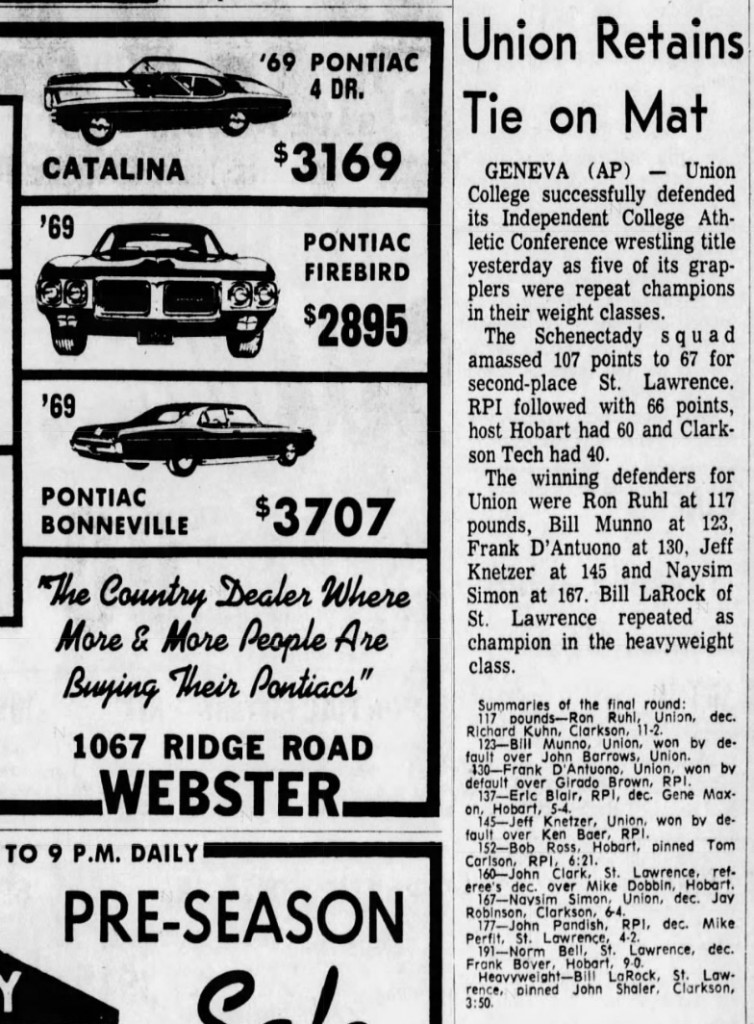 '69 PONTIAC
4 DR.
CATALINA
$3169
'69
PONTIAC
FIREBIRD
$2895
'69
PONTIAC
BONNEVILLE
$3707
"The Country Dealer Where
More & More People Are
Buying Their Pontiacs"
1067 RIDGE ROAD
WEBSTER
TO 9 P.M. DAILY
PRE-SEASON
Sale
Y
Union Retains
Tie on Mat
GENEVA (AP) — Union
College successfully defended
its Independent College Ath-
letic Conference wrestling title
yesterday as five of its grap-
plers were repeat champions
in their weight classes.
The Schenectady squad
amassed 107 points to 67 for
second-place St. Lawrence.
RPI followed with 66 points,
host Hobart had 60 and Clark-
son Tech had 40.
The winning defenders for
Union were Ron Ruhl at 117
pounds, Bill Munno at 123,
Frank D'Antuono at 130, Jeff
Knetzer at 145 and Naysim
Simon at 167. Bill LaRock of
St. Lawrence repeated as
champion in the heavyweight
class.
Summaries of the final round:
117 pounds—Ron Ruhl, Union, dec.
Richard Kuhn, Clarkson, 11-2.
123—Bill Munno, Union, won by de-
fault over John Barrows, Union.
130—Frank D'Antuono, Union, won by
default over Girado Brown, RPI.
137—Eric Blair, RPI, dec. Gene Max-
on, Hobart, 5-4.
145—Jeff Knetzer, Union, won by de-
fault over Ken Baer, RPI.
152—Bob Ross, Hobart, pinned Tom
Carlson, RPI, 6:21.
160—John Clark, St. Lawrence, ref-
eree's dec. over Mike Dobbin, Hobart.
167—Naysim Simon, Union, dec. Jay
Robinson, Clarkson, 6-4.
177—John Pandish, RPI, dec. Mike
Perfit, St. Lawrence, 4-2.
191—Norm Bell, St. Lawrence, dec.
Frank Bover, Hobart, 9-0.
Heavyweight—Bill LaRock, St. Law-
rence, pinned John Shaler, Clarkson,
3:50.